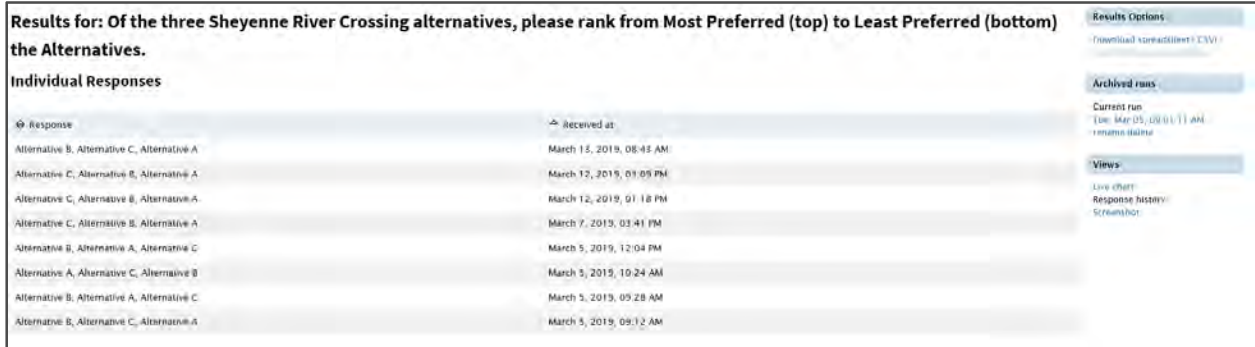 Results for: Of the three Sheyenne River Crossing alternatives, please rank from Most Preferred (top) to Least Preferred (bottom)
the Alternatives.
Individual Responses
Response Received at
Alternative B, Alternative C, Alternative A March 13, 2019, 08:43 AM
Alternative C, Alternative B, Alternative A March 12, 2019, PM
Alternative C, Alternative B, Alternative A March 12, 2019, 01:18 PM
Alternative C, Alternative B, Alternative A March 7, 2019, 03:41 PM
Alternative B, Alternative A, Alternative C March 5, 2019, 12:04 PM
Alternative A, Alternative C, Alternative B March 5, 2019, 10:24 AM
Alternative B, Alternative A, Alternative C March 5, 2019, 09:28 AM
Alternative B, Alternative C, Alternative A March 5, 2019, 09:12 AM
Results Options
Download spreadsheet (CSV)
Archived runs
Current run
Tue, Mar 05, AM
rename delete
Views
Live chart
Response history
Screenshot